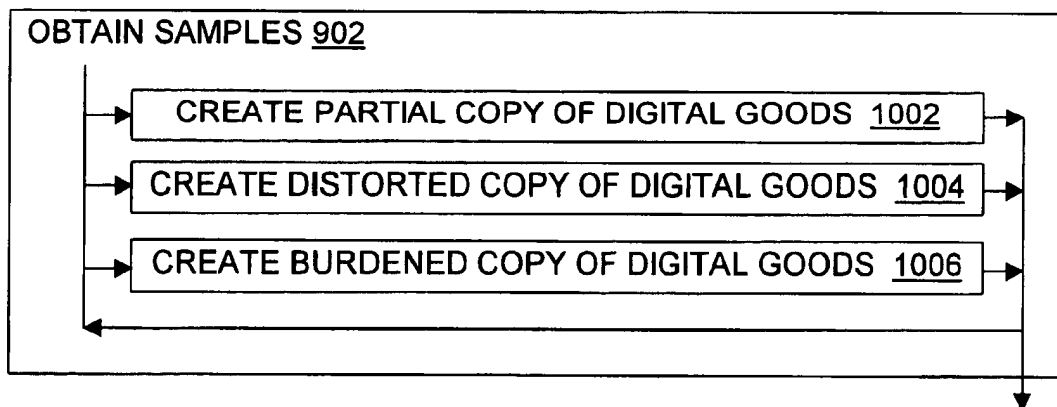 OBTAIN SAMPLES 902
CREATE PARTIAL COPY OF DIGITAL GOODS 1002
CREATE DISTORTED COPY OF DIGITAL GOODS 1004
CREATE BURDENED COPY OF DIGITAL GOODS 1006